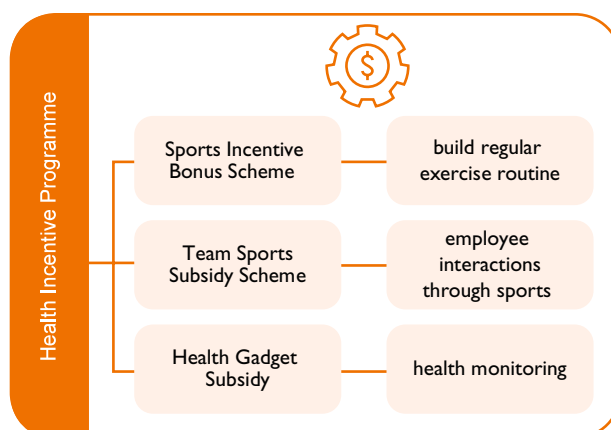 Health Incentive Programme
$
Sports Incentive
Bonus Scheme
build regular
exercise routine
Team Sports
Subsidy Scheme
employee
interactions
through sports
Health Gadget
Subsidy
health monitoring